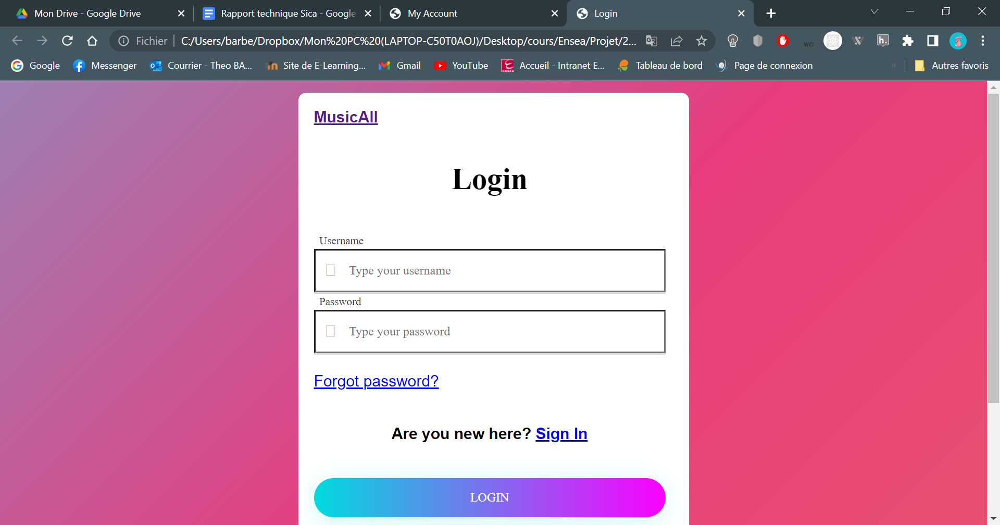 Mon Drive - Google Drive
Rapport technique Sica - Google
My Account
Login
Fichier
C:/Users/barbe/Dropbox/Mon%20PC%20(LAPTOP-C50T0AOJ)/Desktop/cours/Ensea/Projet/2...
WC!
h.
Google
Messenger
Courrier - Theo BA...
Site de E-Learning...
Gmail
YouTube
Accueil - Intranet E...
Tableau de bord
Page de connexion
»
Autres favoris
MusicAll
Login
Username
Type your username
Password
Type your password
Forgot password?
Are you new here? Sign In
LOGIN